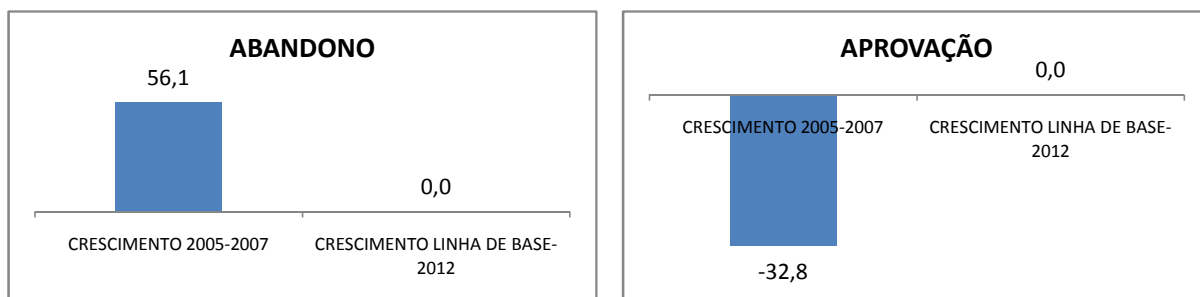 ABANDONO
56,1
0,0
CRESCIMENTO 2005-2007
CRESCIMENTO LINHA DE BASE-
2012
APROVAÇÃO
0,0
CRESCIMENTO 2005-2007
CRESCIMENTO LINHA DE BASE-
2012
-32,8